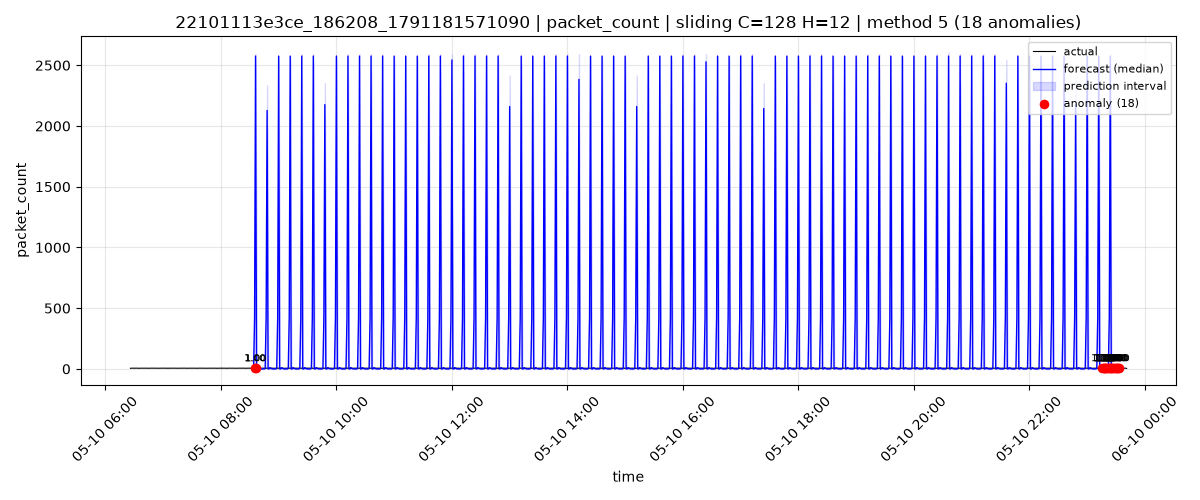 22101113e3ce_186208_1791181571090 | packet_count | sliding C=128 H=12 | method 5 (18 anomalies)
actual
forecast (median)
prediction interval
anomaly (18)
packet_count
2500
2000
1500
1000
500
0
1.00
05-10 06:00
05-10 08:00
05-10 10:00
05-10 12:00
05-10 14:00
05-10 16:00
05-10 18:00
05-10 20:00
05-10 22:00
06-10 00:00
time